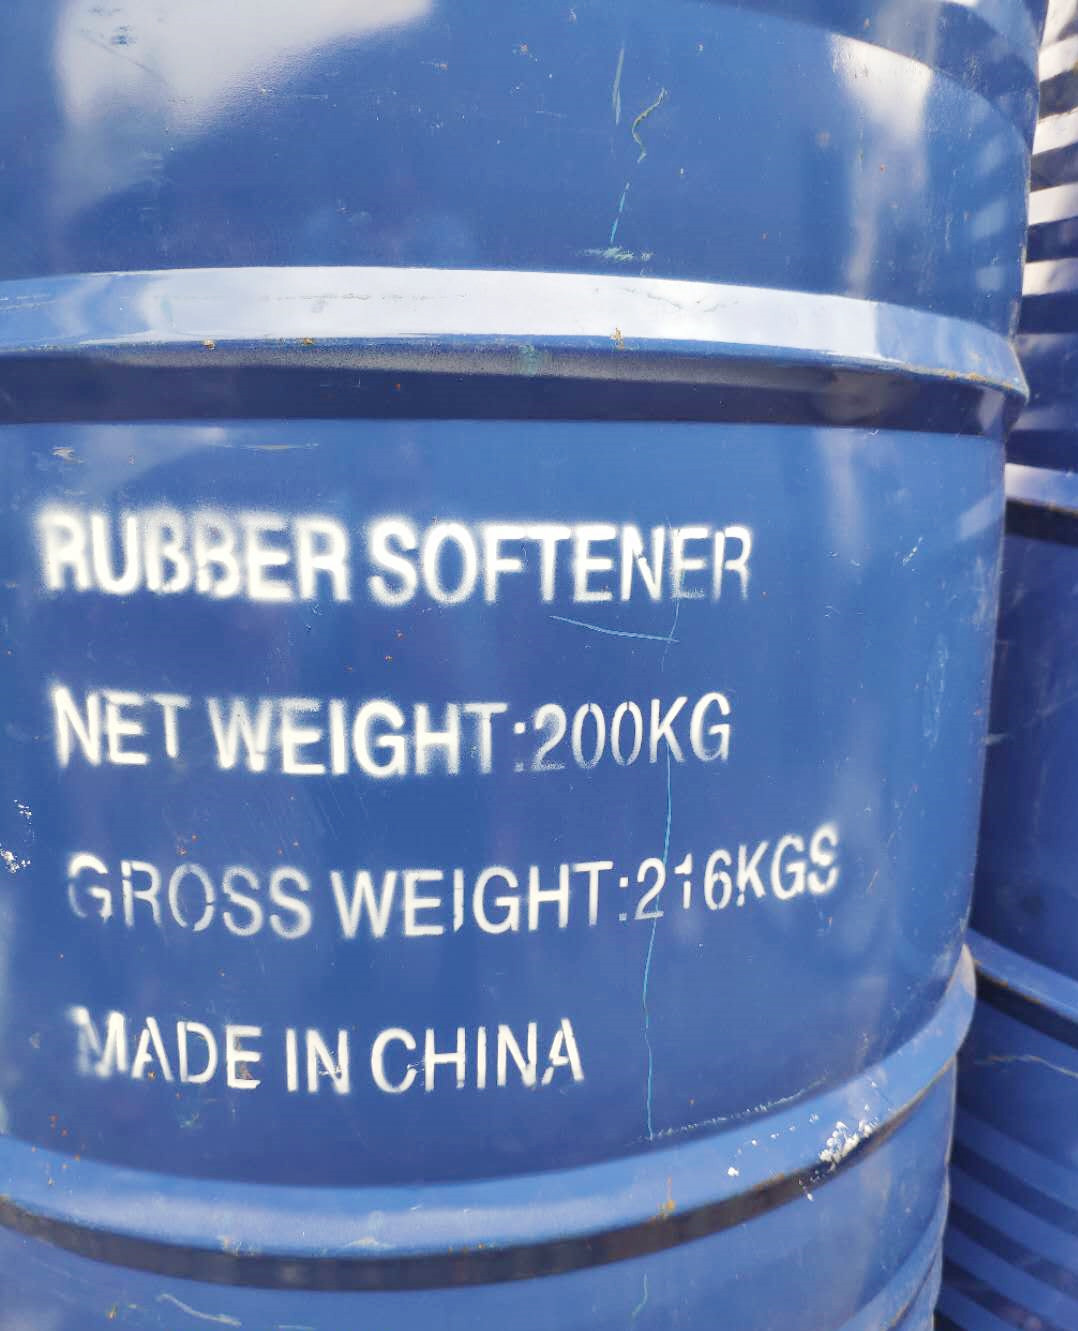 RUBBER SOFTENER
NET WEIGHT:200KG
GROSS WEIGHT:216KGS
MADE IN CHINA